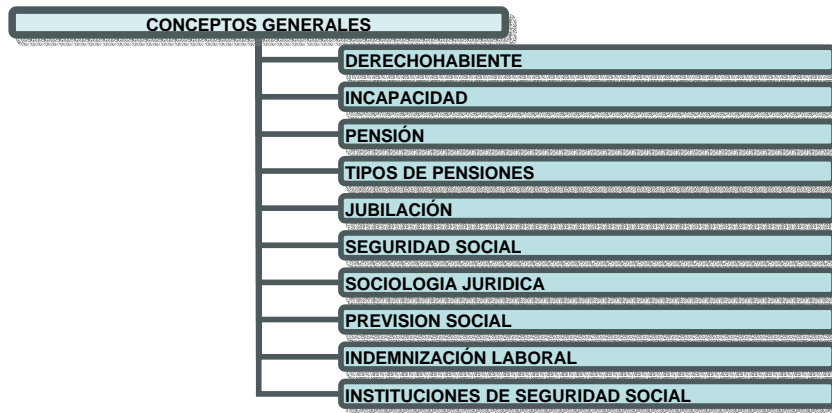 CONCEPTOS GENERALES
DERECHOHABIENTE
INCAPACIDAD
PENSIÓN
TIPOS DE PENSIONES
JUBILACIÓN
SEGURIDAD SOCIAL
SOCIOLOGIA JURIDICA
PREVISION SOCIAL
INDEMNIZACIÓN LABORAL
INSTITUCIONES DE SEGURIDAD SOCIAL